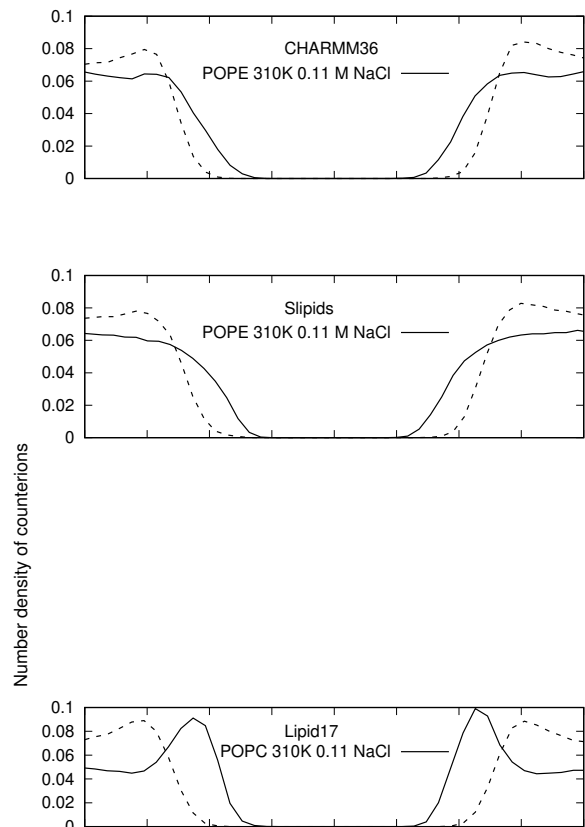 0.1
CHARMM36
0.08
POPE 310K 0.11 M NaCl
0.06
0.04
0.02
0
0.1
Slipids
0.08
POPE 310K 0.11 M NaCl
0.06
0.04
0.02
0
Number density of counterions
0.1
Lipid17
0.08
POPC 310K 0.11 NaCl
0.06
0.04
0.02
0